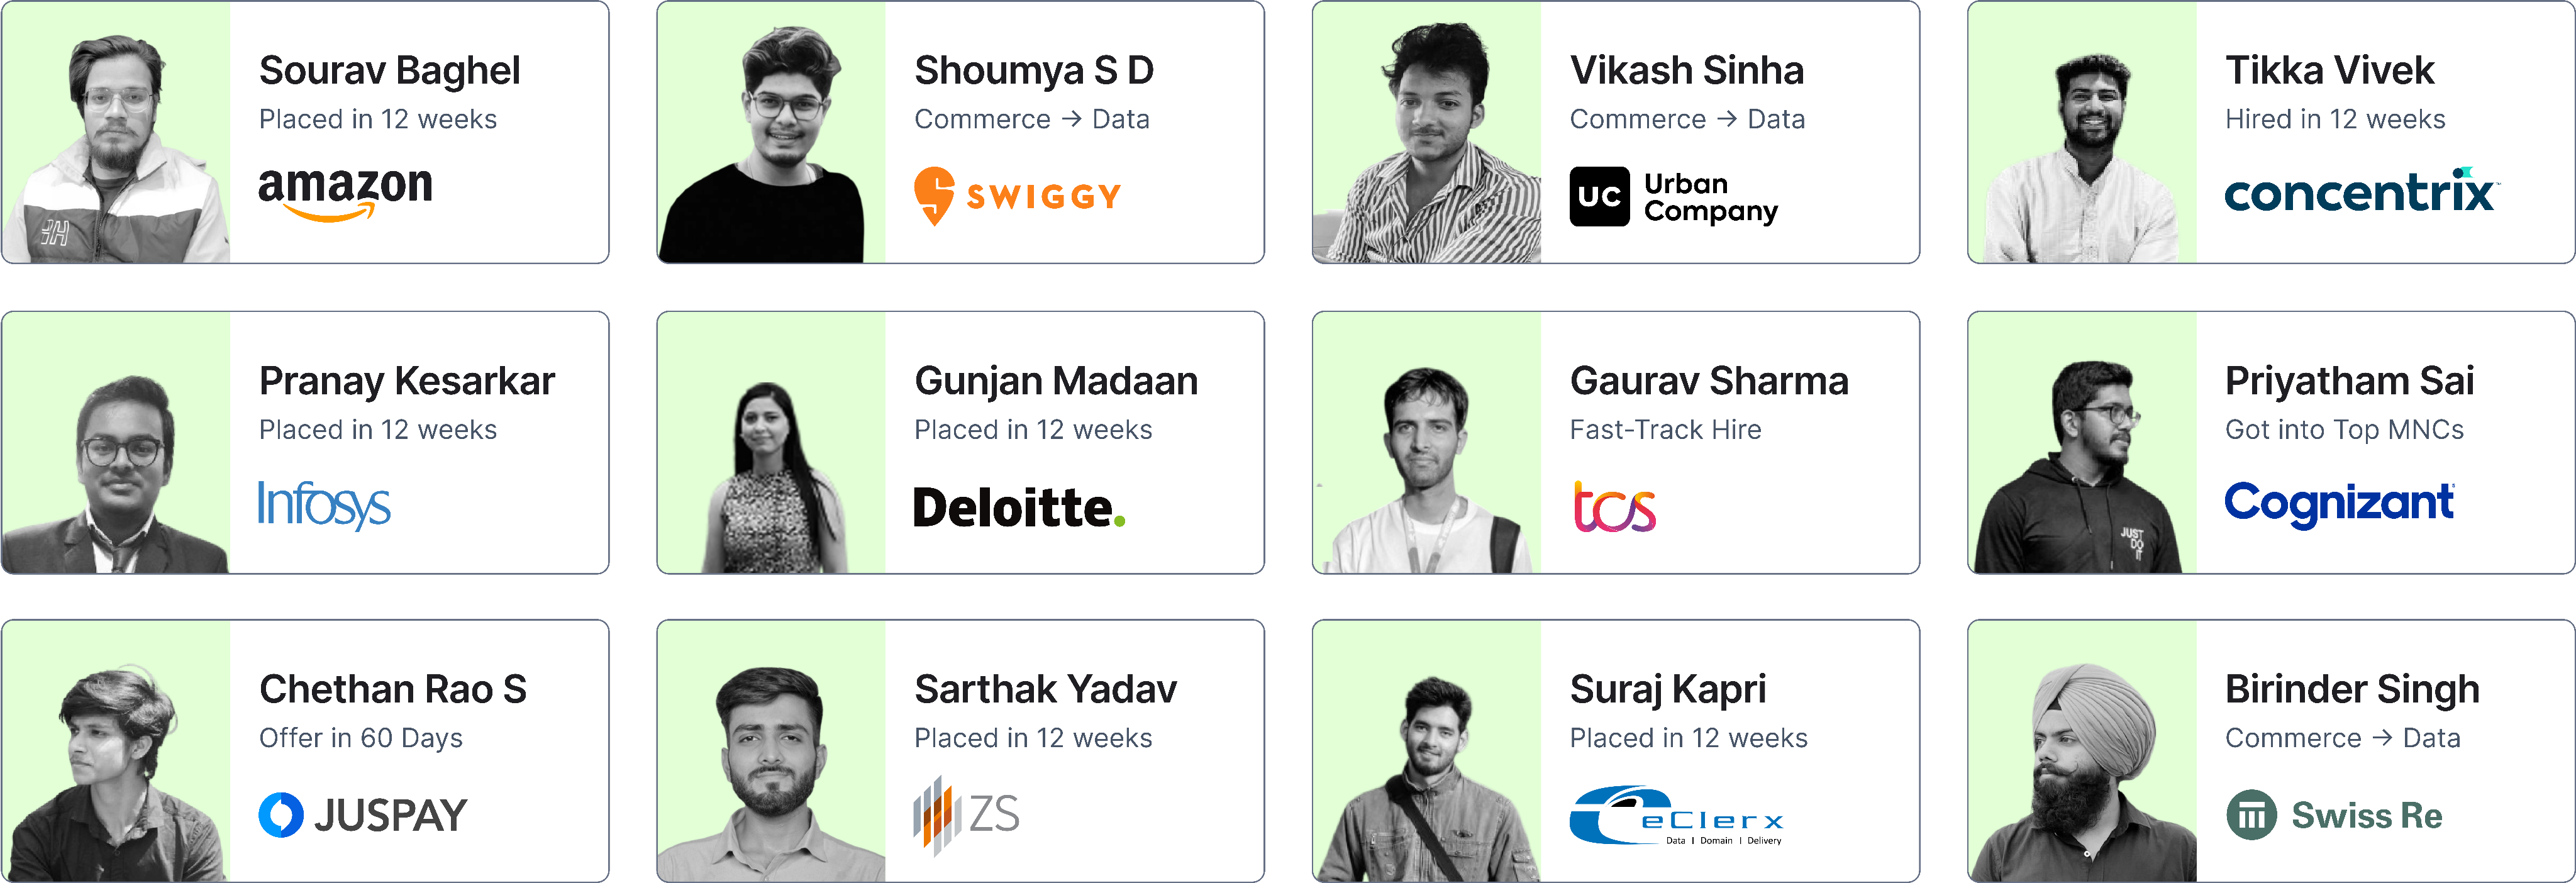 Sourav Baghel
Placed in 12 weeks
amazon
Shoumya S D
Commerce → Data
SWIGGY
Vikash Sinha
Commerce → Data
UC Urban
Company
Tikka Vivek
Hired in 12 weeks
concentrix
Pranay Kesarkar
Placed in 12 weeks
Infosys
Gunjan Madaan
Placed in 12 weeks
Deloitte.
Gaurav Sharma
Fast-Track Hire
tcs
Priyatham Sai
Got into Top MNCs
Cognizant
JUST
DO
IT
Chethan Rao S
Offer in 60 Days
JUSPAY
Sarthak Yadav
Placed in 12 weeks
ZS
Suraj Kapri
Placed in 12 weeks
eClerx
Data | Domain | Delivery
Birinder Singh
Commerce → Data
Swiss Re